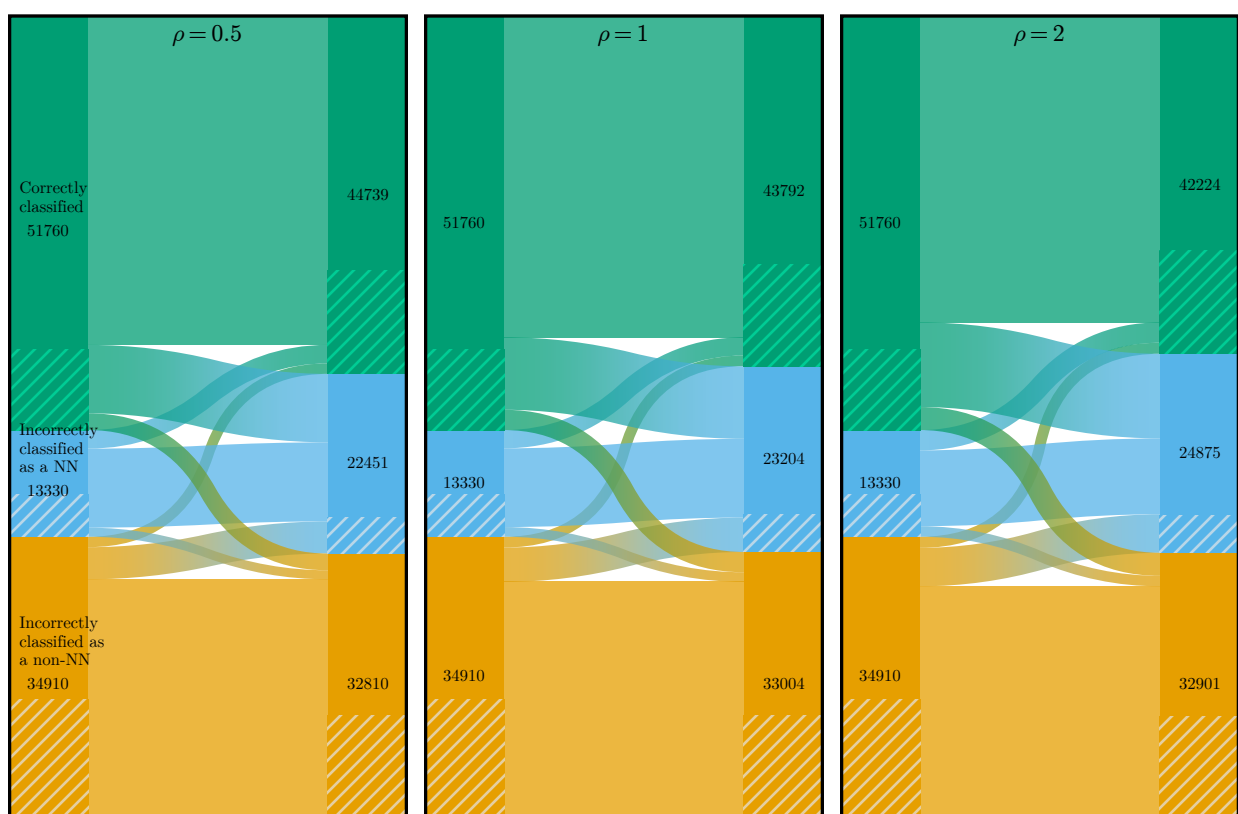 ρ = 0.5
Correctly
classified
51760
Incorrectly
classified
as a NN
13330
Incorrectly
classified as
a non-NN
34910
44739
22451
32810
ρ = 1
51760
13330
34910
43792
23204
33004
ρ = 2
51760
13330
34910
42224
24875
32901